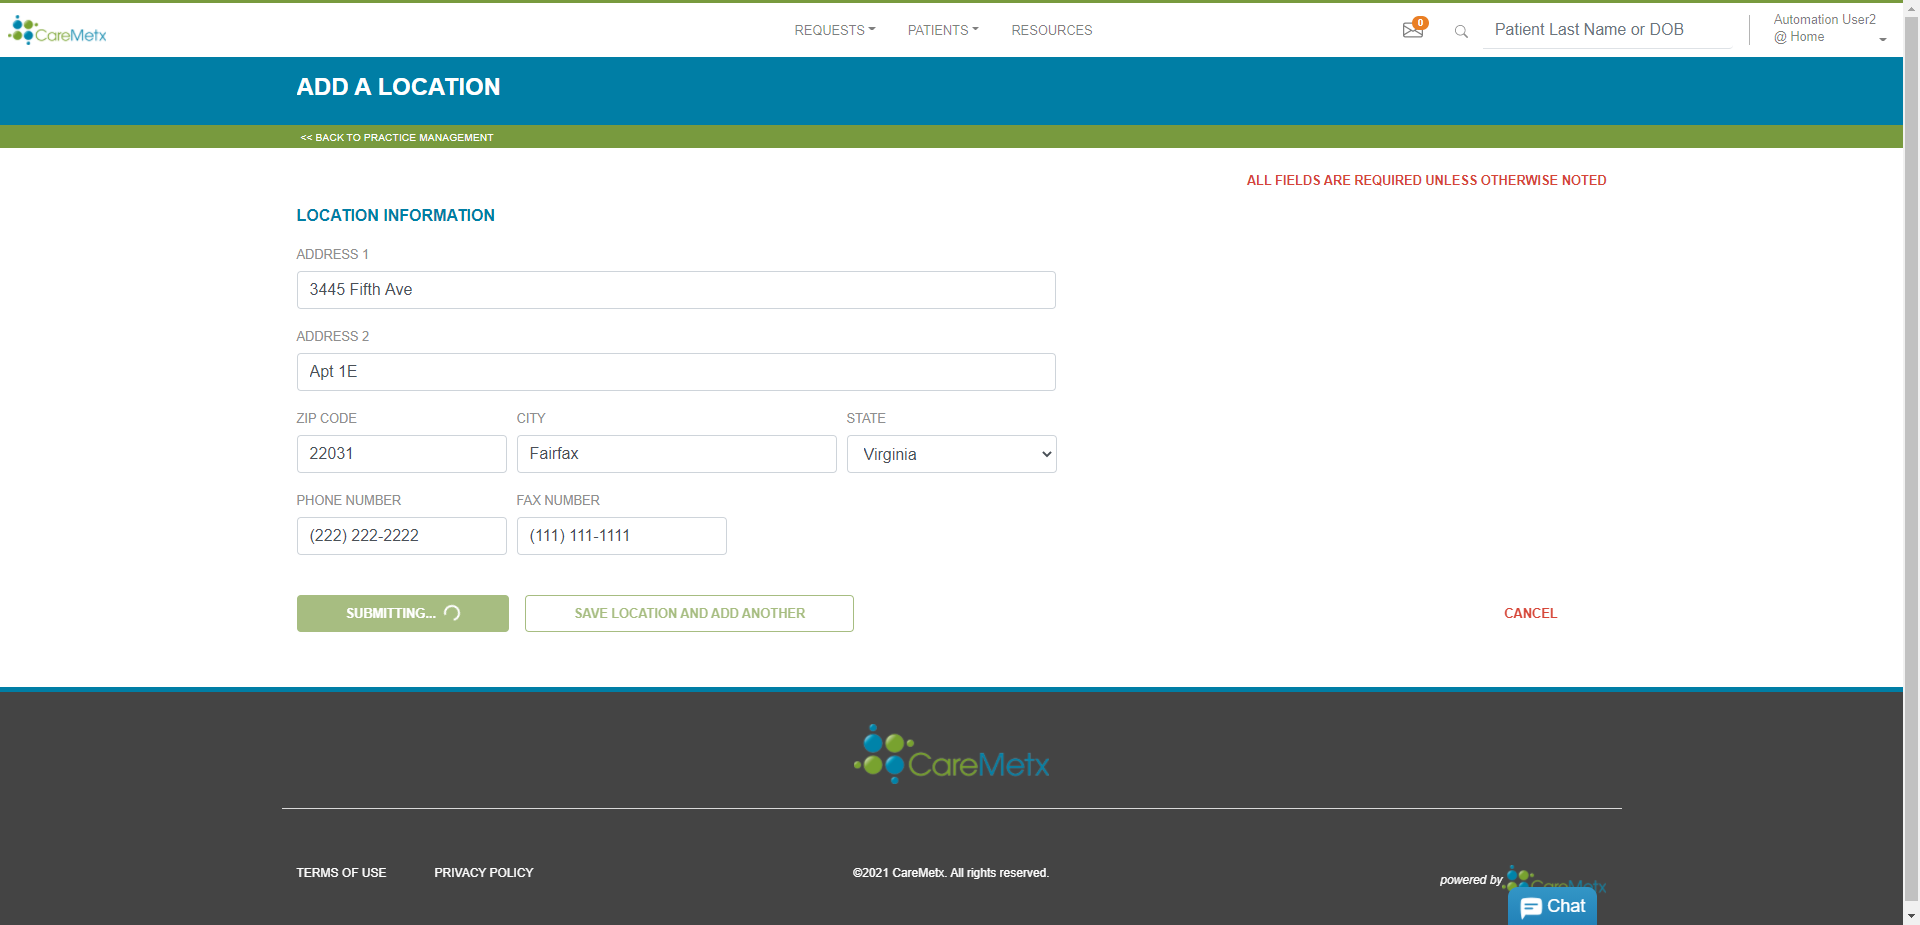 CareMetx
REQUESTS PATIENTS RESOURCES
0
Patient Last Name or DOB
Automation User2
@ Home
ADD A LOCATION
<< BACK TO PRACTICE MANAGEMENT
ALL FIELDS ARE REQUIRED UNLESS OTHERWISE NOTED
LOCATION INFORMATION
ADDRESS 1
3445 Fifth Ave
ADDRESS 2
Apt 1E
ZIP CODE CITY STATE
22031 Fairfax Virginia
PHONE NUMBER FAX NUMBER
(222) 222-2222 (111) 111-1111
SUBMITTING... SAVE LOCATION AND ADD ANOTHER CANCEL
CareMetx
TERMS OF USE PRIVACY POLICY ©2021 CareMetx. All rights reserved.
powered by CareMetx
Chat